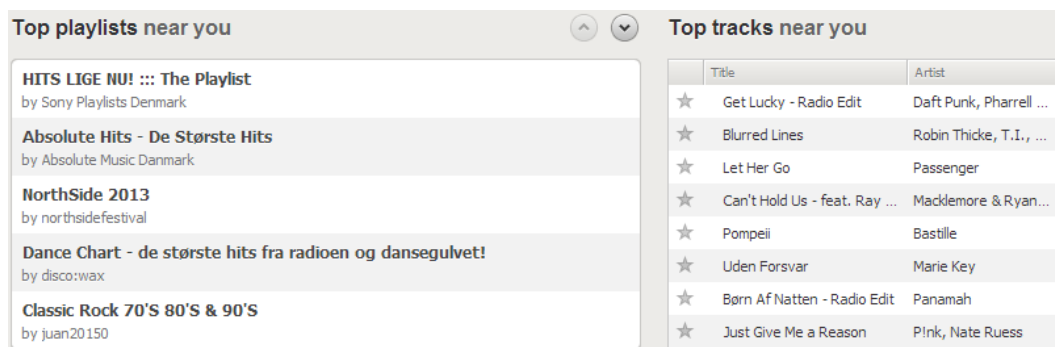 Top playlists near you
HITS LIGE NU! ::: The Playlist
by Sony Playlists Denmark
Absolute Hits - De Største Hits
by Absolute Music Danmark
NorthSide 2013
by northsidefestival
Dance Chart - de største hits fra radioen og dansegulvet!
by disco:wax
Classic Rock 70'S 80'S & 90'S
by juan20150
Top tracks near you
Title Artist
Get Lucky - Radio Edit Daft Punk, Pharrell ...
Blurred Lines Robin Thicke, T.I., ...
Let Her Go Passenger
Can't Hold Us - feat. Ray ... Macklemore & Ryan...
Pompeii Bastille
Uden Forsvar Marie Key
Børn Af Natten - Radio Edit Panamah
Just Give Me a Reason P!nk, Nate Ruess